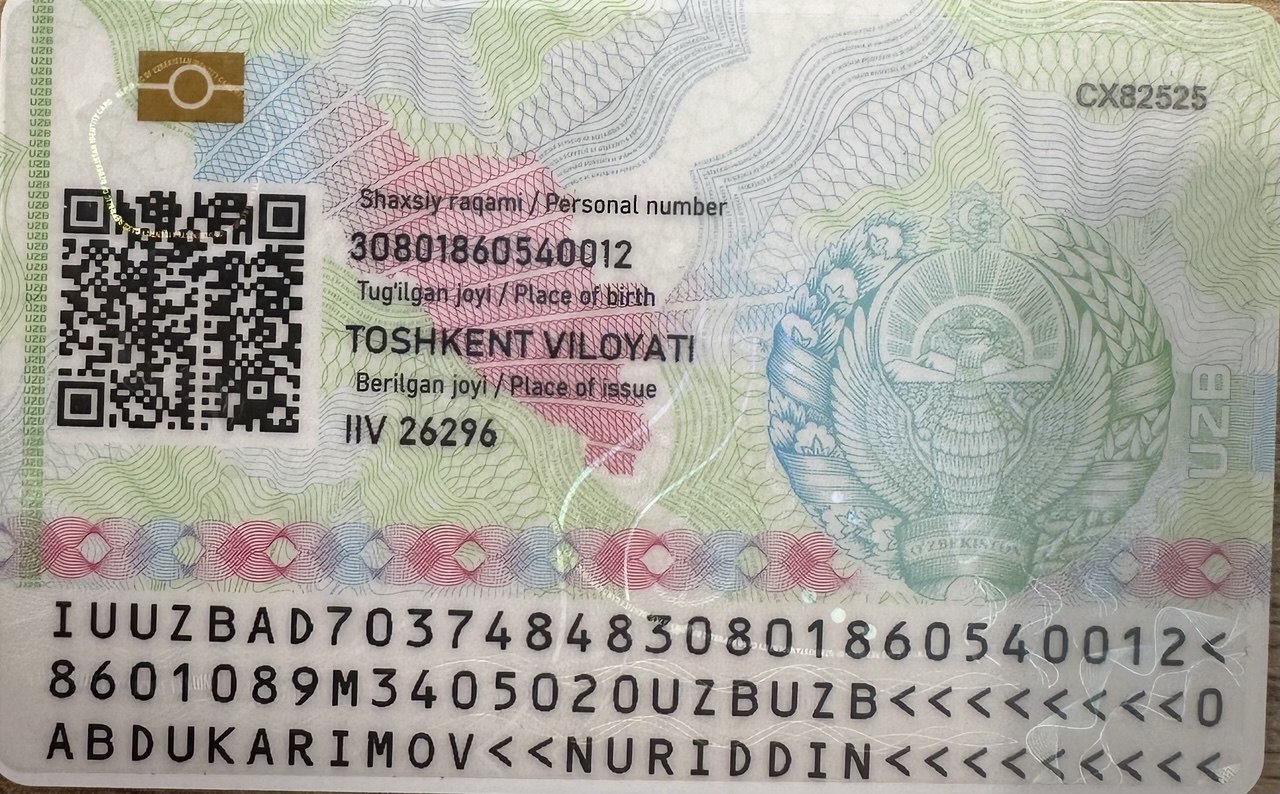 CX82525
Shaxsiy raqami / Personal number
30801860540012
Tug'ilgan joyi / Place of birth
TOSHKENT VILOYATI
Berilgan joyi / Place of issue
IIV 26296
UZB
O'ZBEKISTON
IUUZBAD7037484830801860540012<
8601089M3405020UZBUZB<<<<<<<<0
ABDUKARIMOV<<NURIDDIN<<<<<<<<<